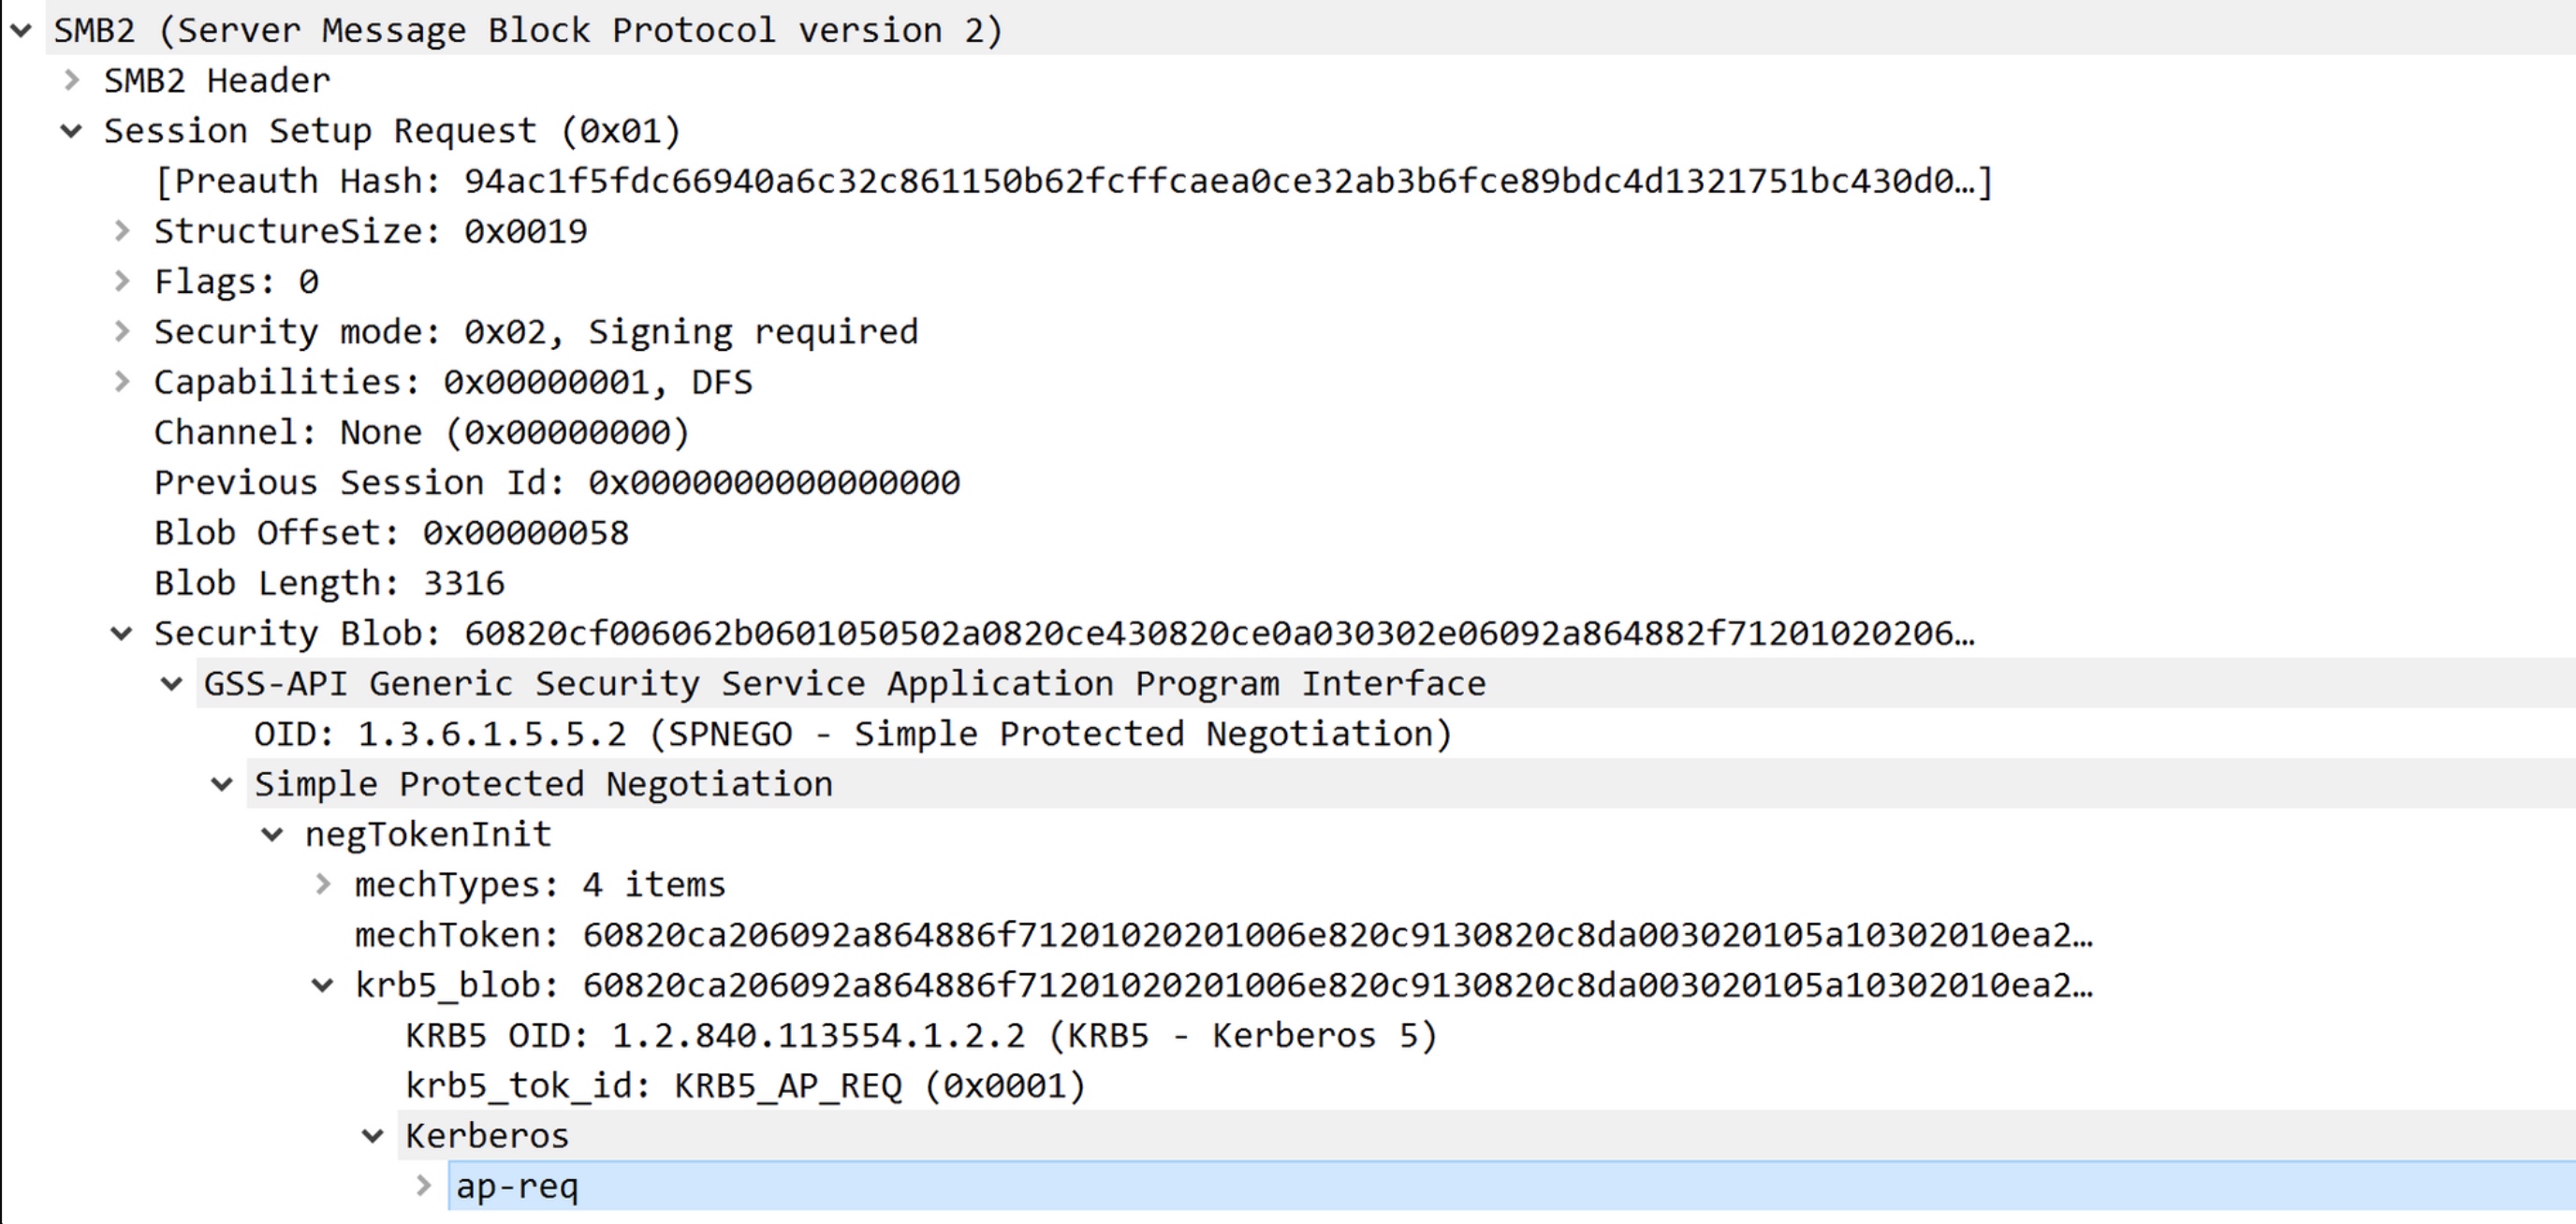 SMB2 (Server Message Block Protocol version 2)
SMB2 Header
Session Setup Request (0x01)
[Preauth Hash: 94ac1f5fdc66940a6c32c861150b62fcffcaea0ce32ab3b6fce89bdc4d1321751bc430d0…]
StructureSize: 0x0019
Flags: 0
Security mode: 0x02, Signing required
Capabilities: 0x00000001, DFS
Channel: None (0x00000000)
Previous Session Id: 0x0000000000000000
Blob Offset: 0x00000058
Blob Length: 3316
Security Blob: 60820cf006062b0601050502a0820ce430820ce0a030302e06092a864882f71201020206…
GSS-API Generic Security Service Application Program Interface
OID: 1.3.6.1.5.5.2 (SPNEGO - Simple Protected Negotiation)
Simple Protected Negotiation
negTokenInit
mechTypes: 4 items
mechToken: 60820ca206092a864886f71201020201006e820c9130820c8da003020105a10302010ea2…
krb5_blob: 60820ca206092a864886f71201020201006e820c9130820c8da003020105a10302010ea2…
KRB5 OID: 1.2.840.113554.1.2.2 (KRB5 - Kerberos 5)
krb5_tok_id: KRB5_AP_REQ (0x0001)
Kerberos
ap-req